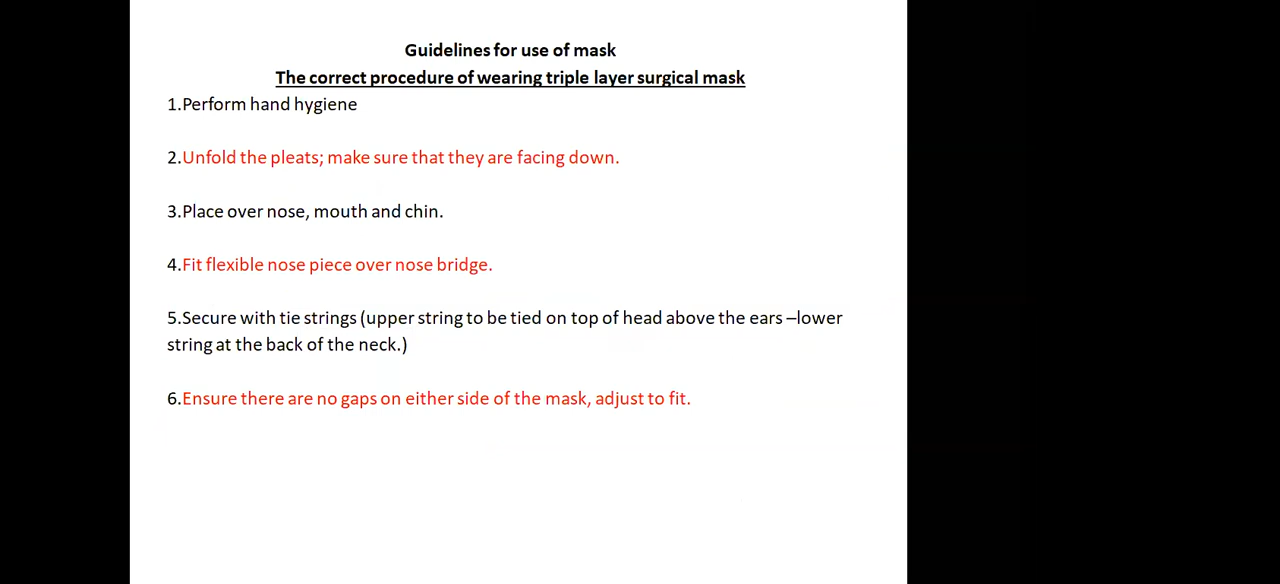 Guidelines for use of mask
The correct procedure of wearing triple layer surgical mask
1.Perform hand hygiene
2.Unfold the pleats; make sure that they are facing down.
3.Place over nose, mouth and chin.
4.Fit flexible nose piece over nose bridge.
5.Secure with tie strings (upper string to be tied on top of head above the ears –lower
string at the back of the neck.)
6.Ensure there are no gaps on either side of the mask, adjust to fit.